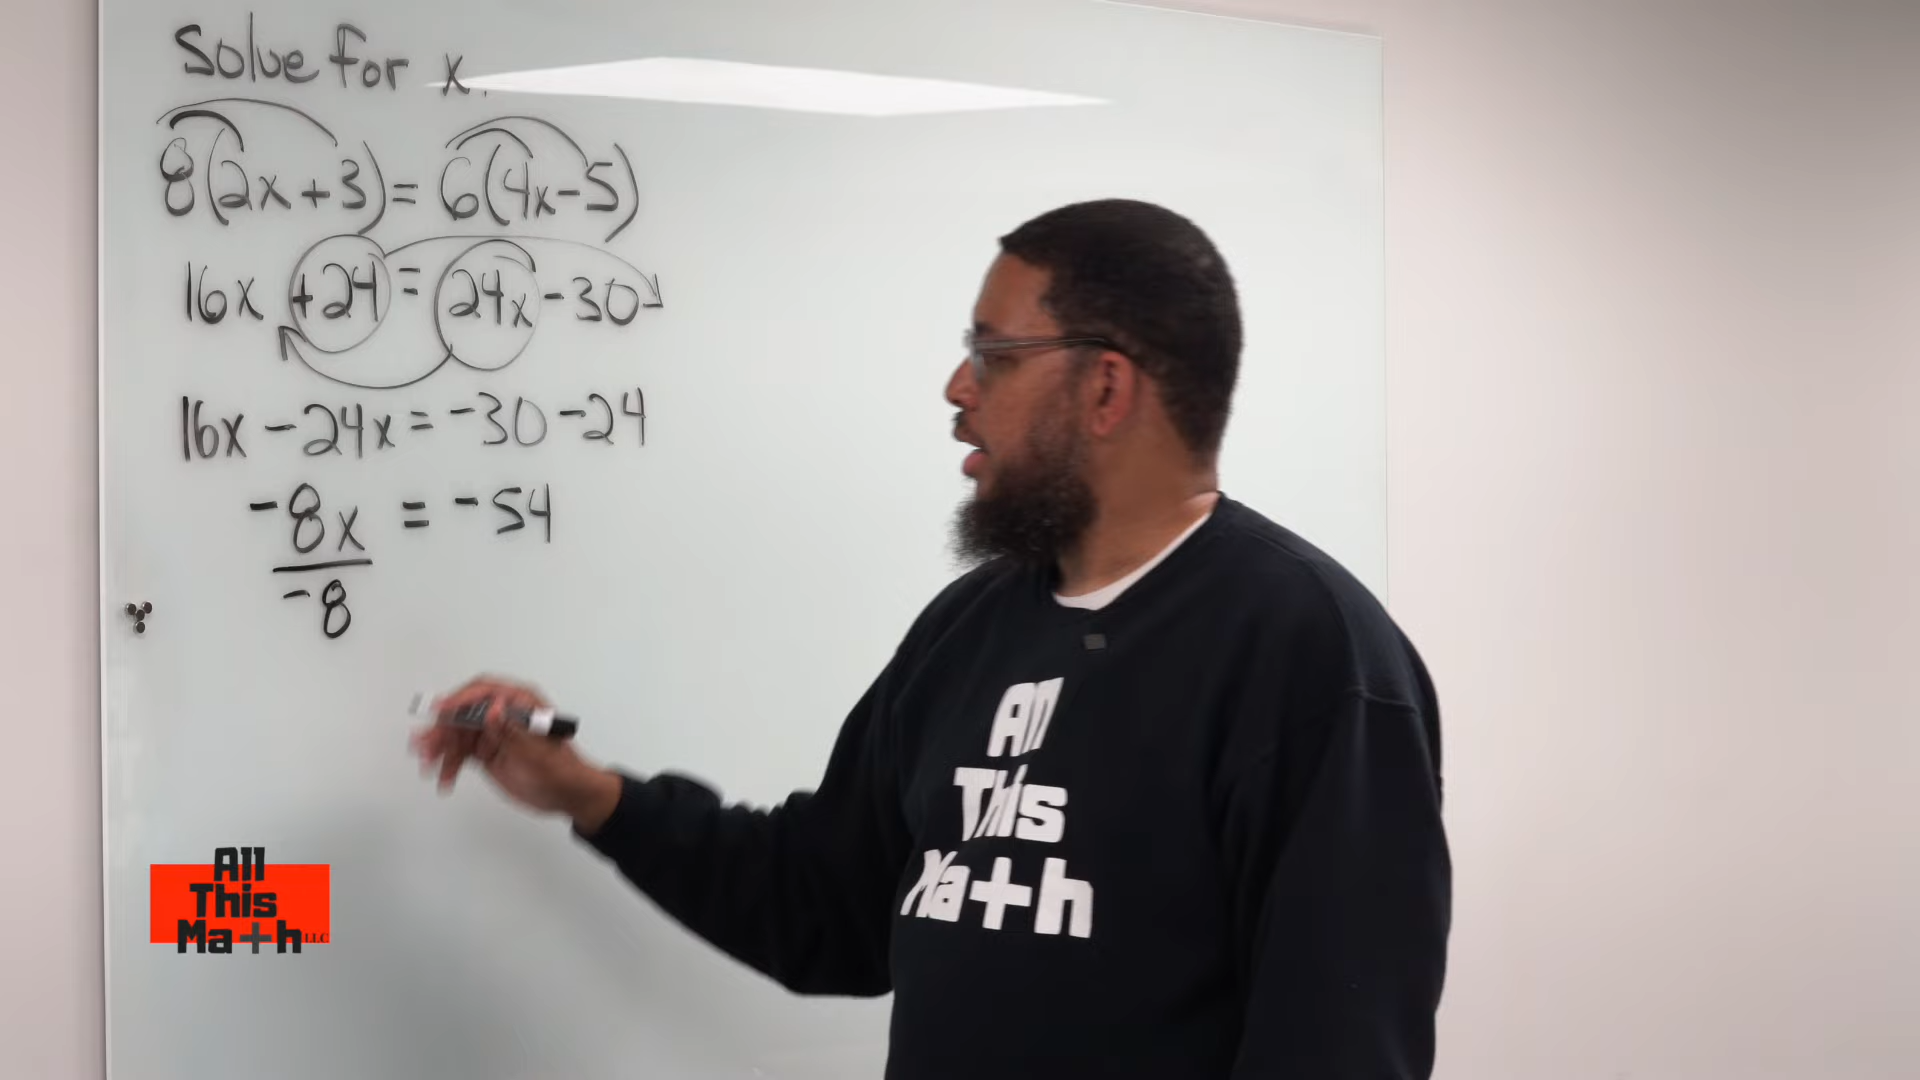 Solve for x.
8(2x+3)=6(4x-5)
16x +24 = 24x -30
16x -24x = -30 -24
-8x = -54
-8
All
This
Math LLC
All
This
Math